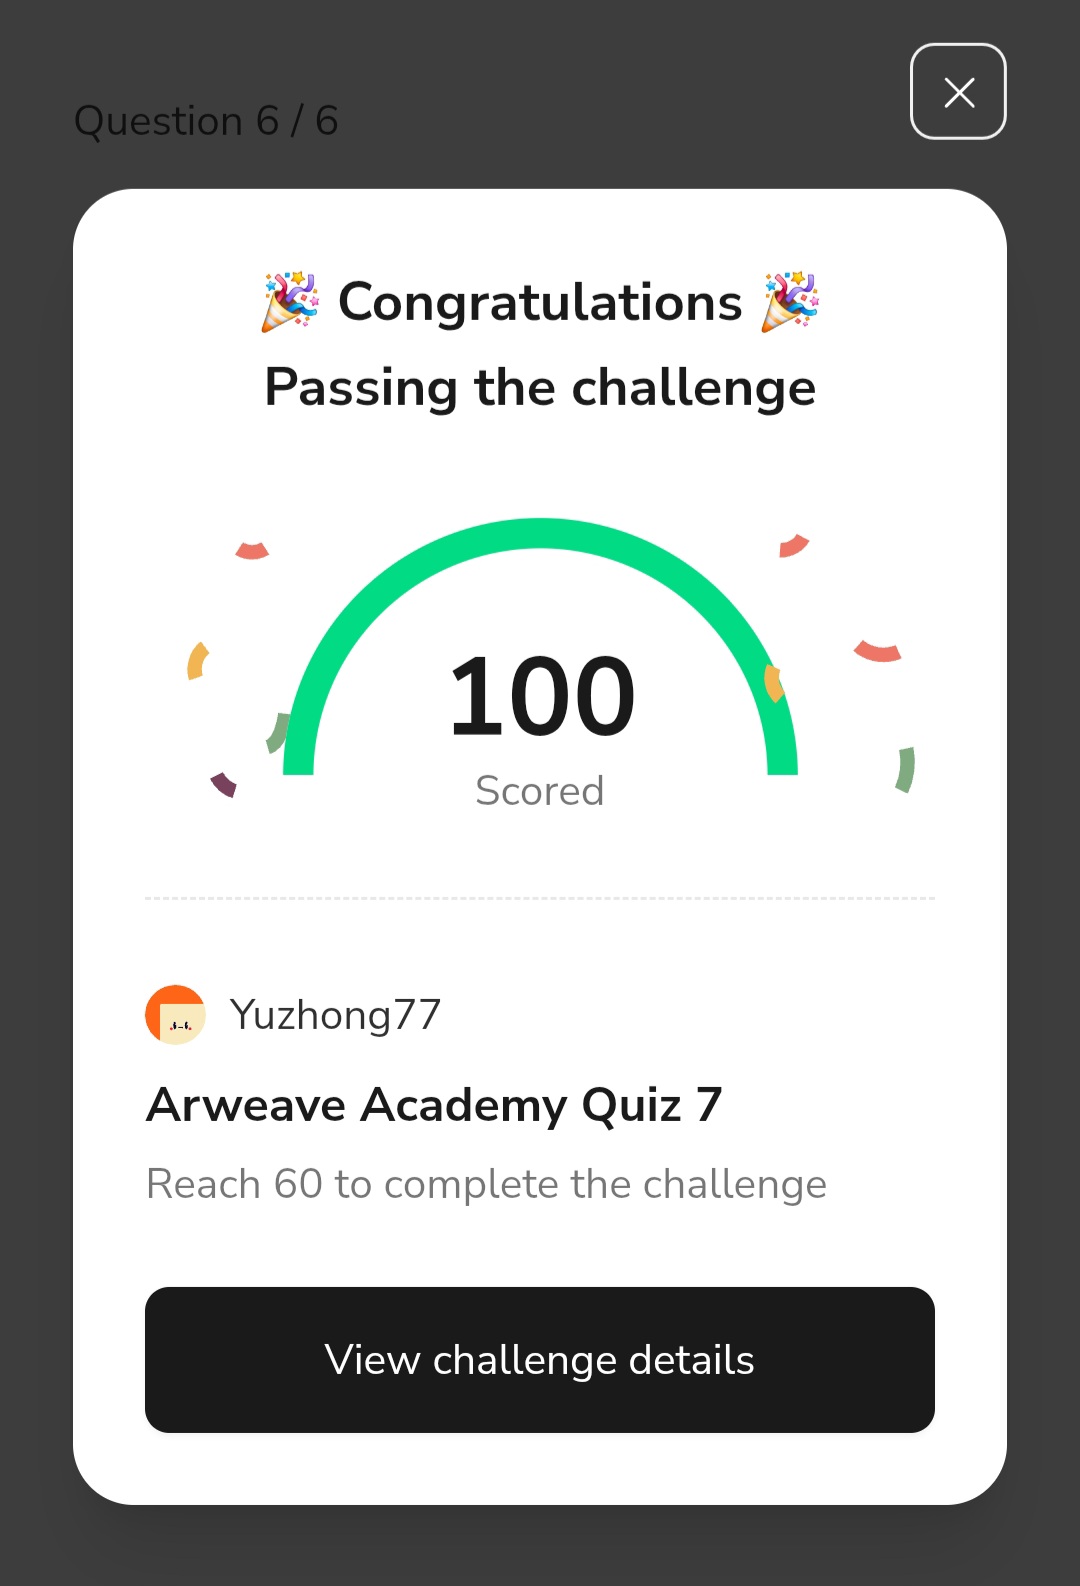 Question 6 / 6
🎉 Congratulations 🎉
Passing the challenge
100
Scored
Yuzhong77
Arweave Academy Quiz 7
Reach 60 to complete the challenge
View challenge details